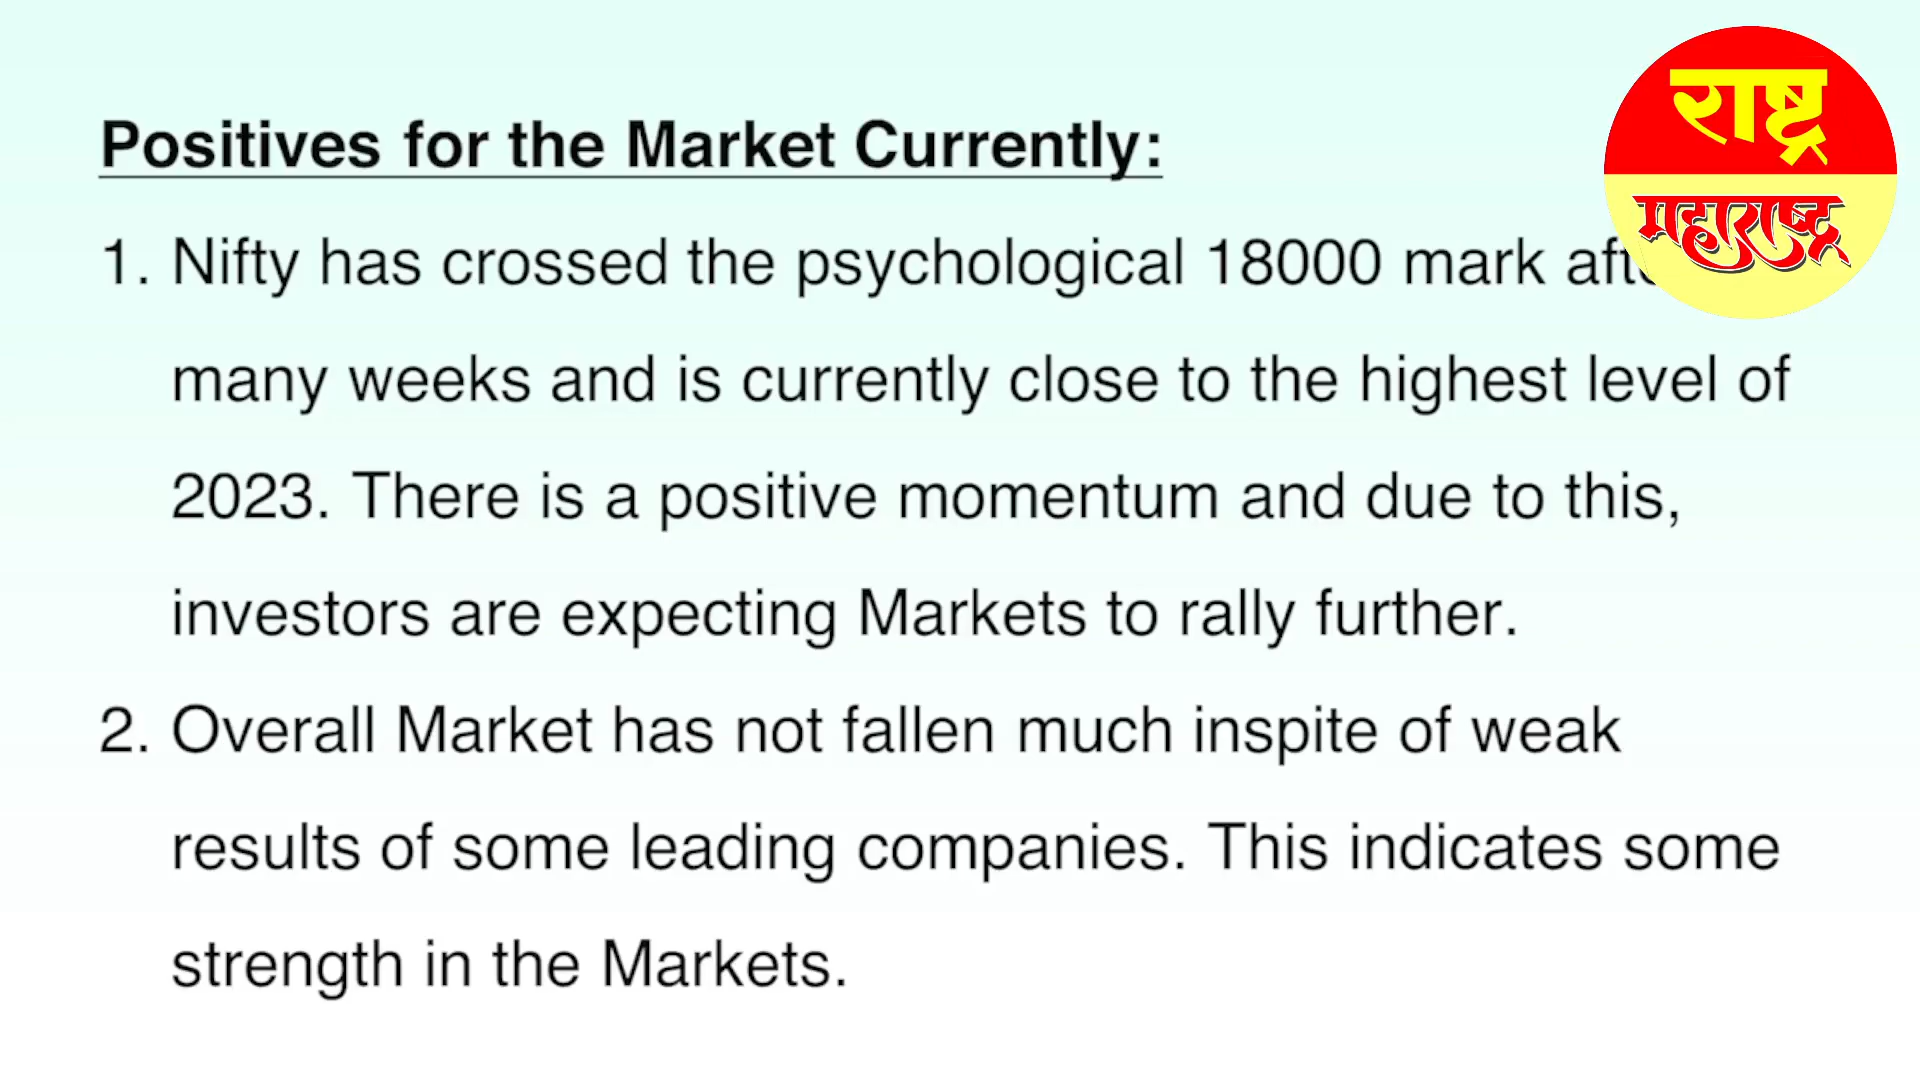 Positives for the Market Currently:
1. Nifty has crossed the psychological 18000 mark
many weeks and is currently close to the highest level of
2023. There is a positive momentum and due to this,
investors are expecting Markets to rally further.
2. Overall Market has not fallen much inspite of weak
results of some leading companies. This indicates some
strength in the Markets.
राष्ट्र
महाराष्ट्र